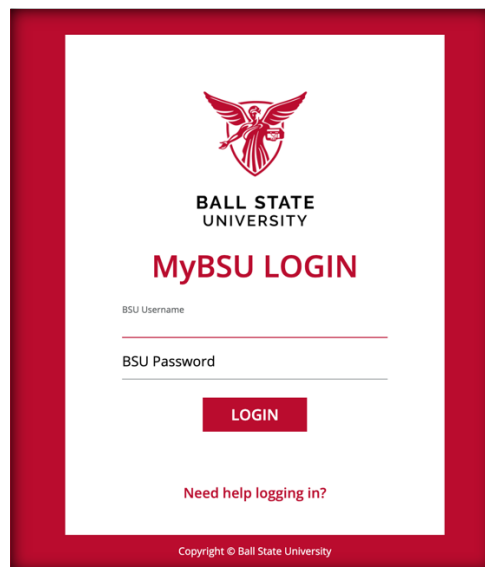 BALL STATE
UNIVERSITY
MyBSU LOGIN
BSU Username
BSU Password
LOGIN
Need help logging in?
Copyright © Ball State University